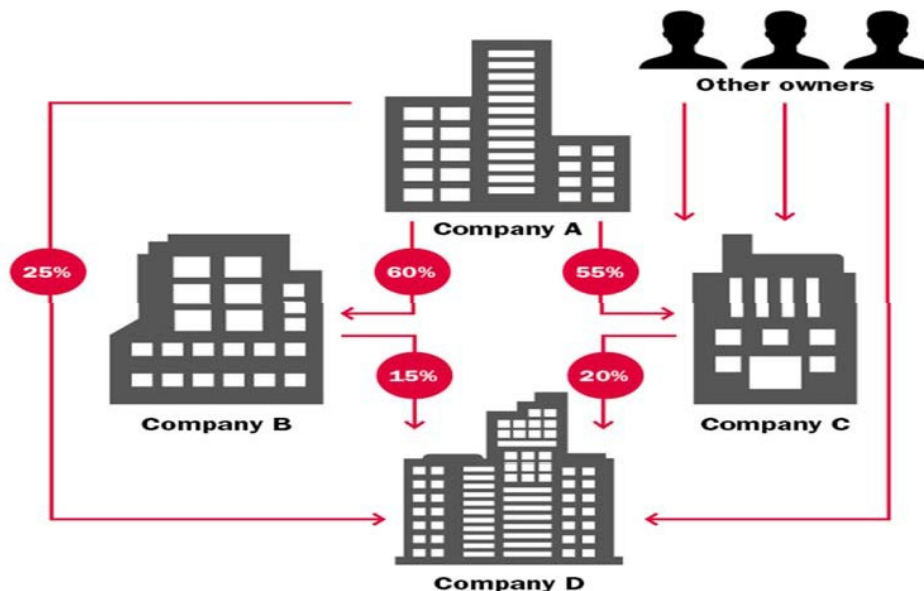 Other owners
Company A
25%
60%
55%
15%
20%
Company B
Company C
Company D